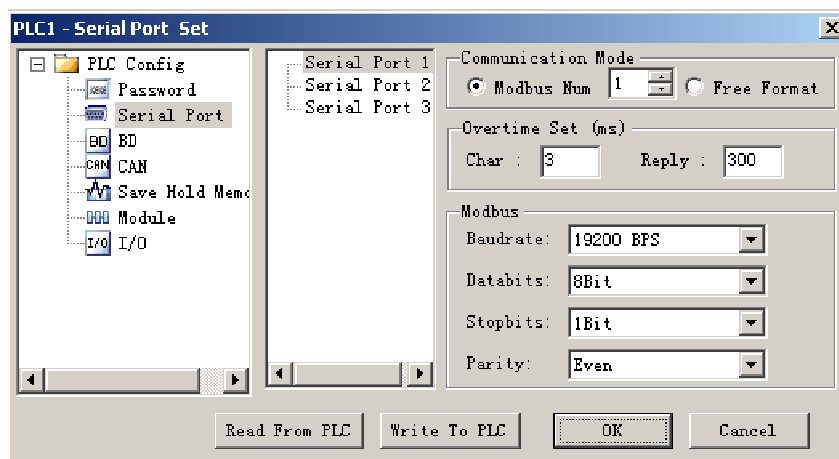 PLC1 - Serial Port Set
PLC Config
Password
Serial Port
BD
BD
CAN
CAN
Save Hold Memo
Module
I/O
I/O
Serial Port 1
Serial Port 2
Serial Port 3
Communication Mode
Modbus Num 1
Free Format
Overtime Set (ms)
Char : 3
Reply : 300
Modbus
Baudrate: 19200 BPS
Databits: 8Bit
Stopbits: 1Bit
Parity: Even
Read From PLC
Write To PLC
OK
Cancel